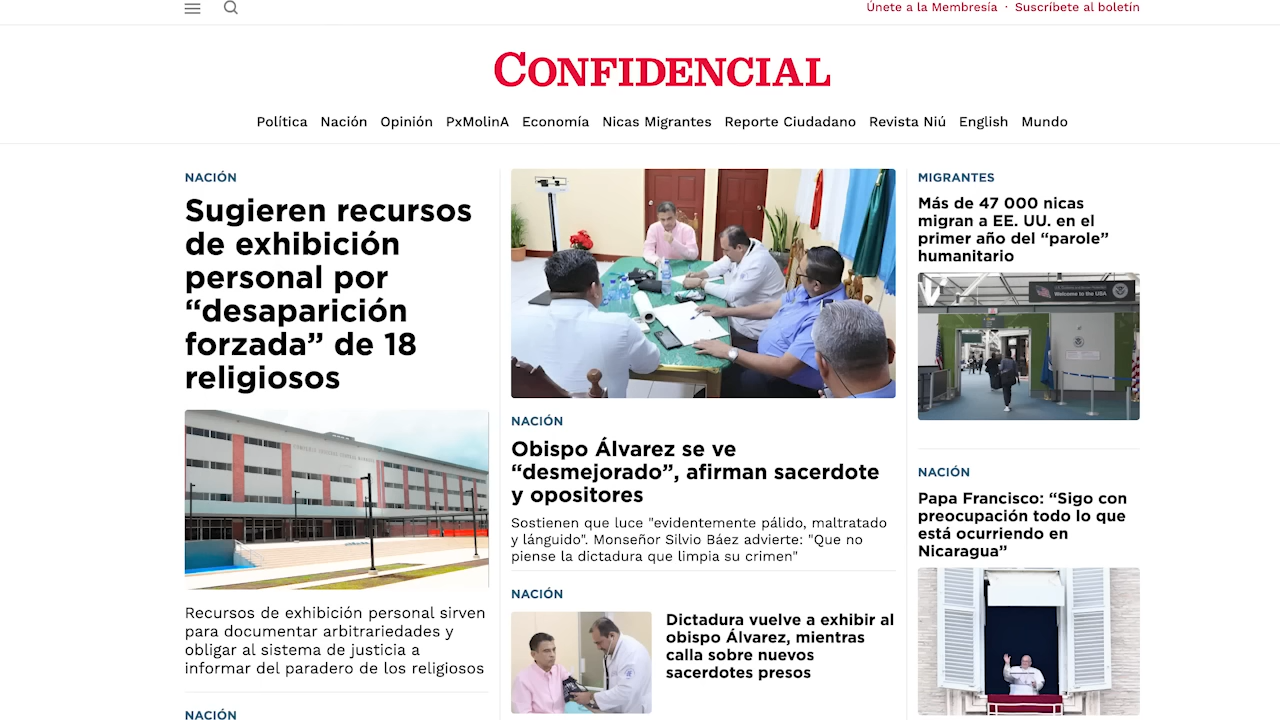 Únete a la Membresía · Suscríbete al boletín
CONFIDENCIAL
Política Nación Opinión PxMolinA Economía Nicas Migrantes Reporte Ciudadano Revista Niú English Mundo
NACIÓN
Sugieren recursos
de exhibición
personal por
“desaparición
forzada” de 18
religiosos
Recursos de exhibición personal sirven
para documentar arbitrariedades y
obligar al sistema de justicia a
informar del paradero de los religiosos
NACIÓN
NACIÓN
Obispo Álvarez se ve
“desmejorado”, afirman sacerdote
y opositores
Sostienen que luce "evidentemente pálido, maltratado
y lánguido". Monseñor Silvio Báez advierte: "Que no
piense la dictadura que limpia su crimen"
NACIÓN
Dictadura vuelve a exhibir al
obispo Álvarez, mientras
calla sobre nuevos
sacerdotes presos
MIGRANTES
Más de 47 000 nicas
migran a EE. UU. en el
primer año del “parole”
humanitario
Welcome to the USA
NACIÓN
Papa Francisco: “Sigo con
preocupación todo lo que
está ocurriendo en
Nicaragua”